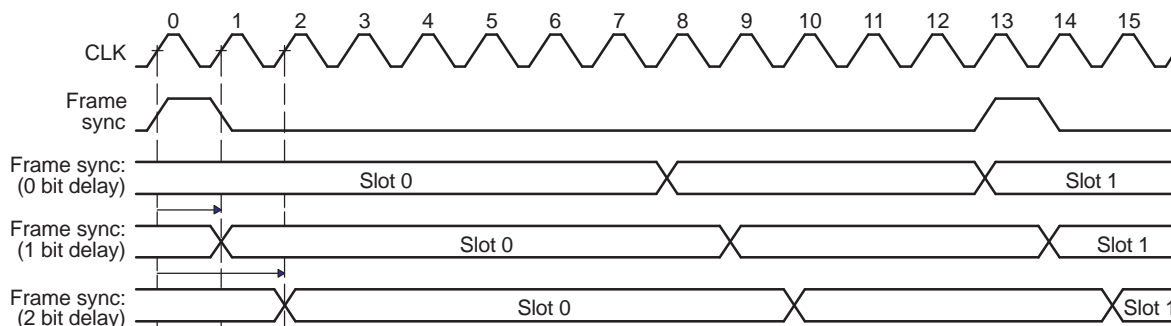 0 1 2 3 4 5 6 7 8 9 10 11 12 13 14 15
CLK
Frame
sync
Frame sync:
(0 bit delay)
Slot 0
Slot 1
Frame sync:
(1 bit delay)
Slot 0
Slot 1
Frame sync:
(2 bit delay)
Slot 0
Slot 1